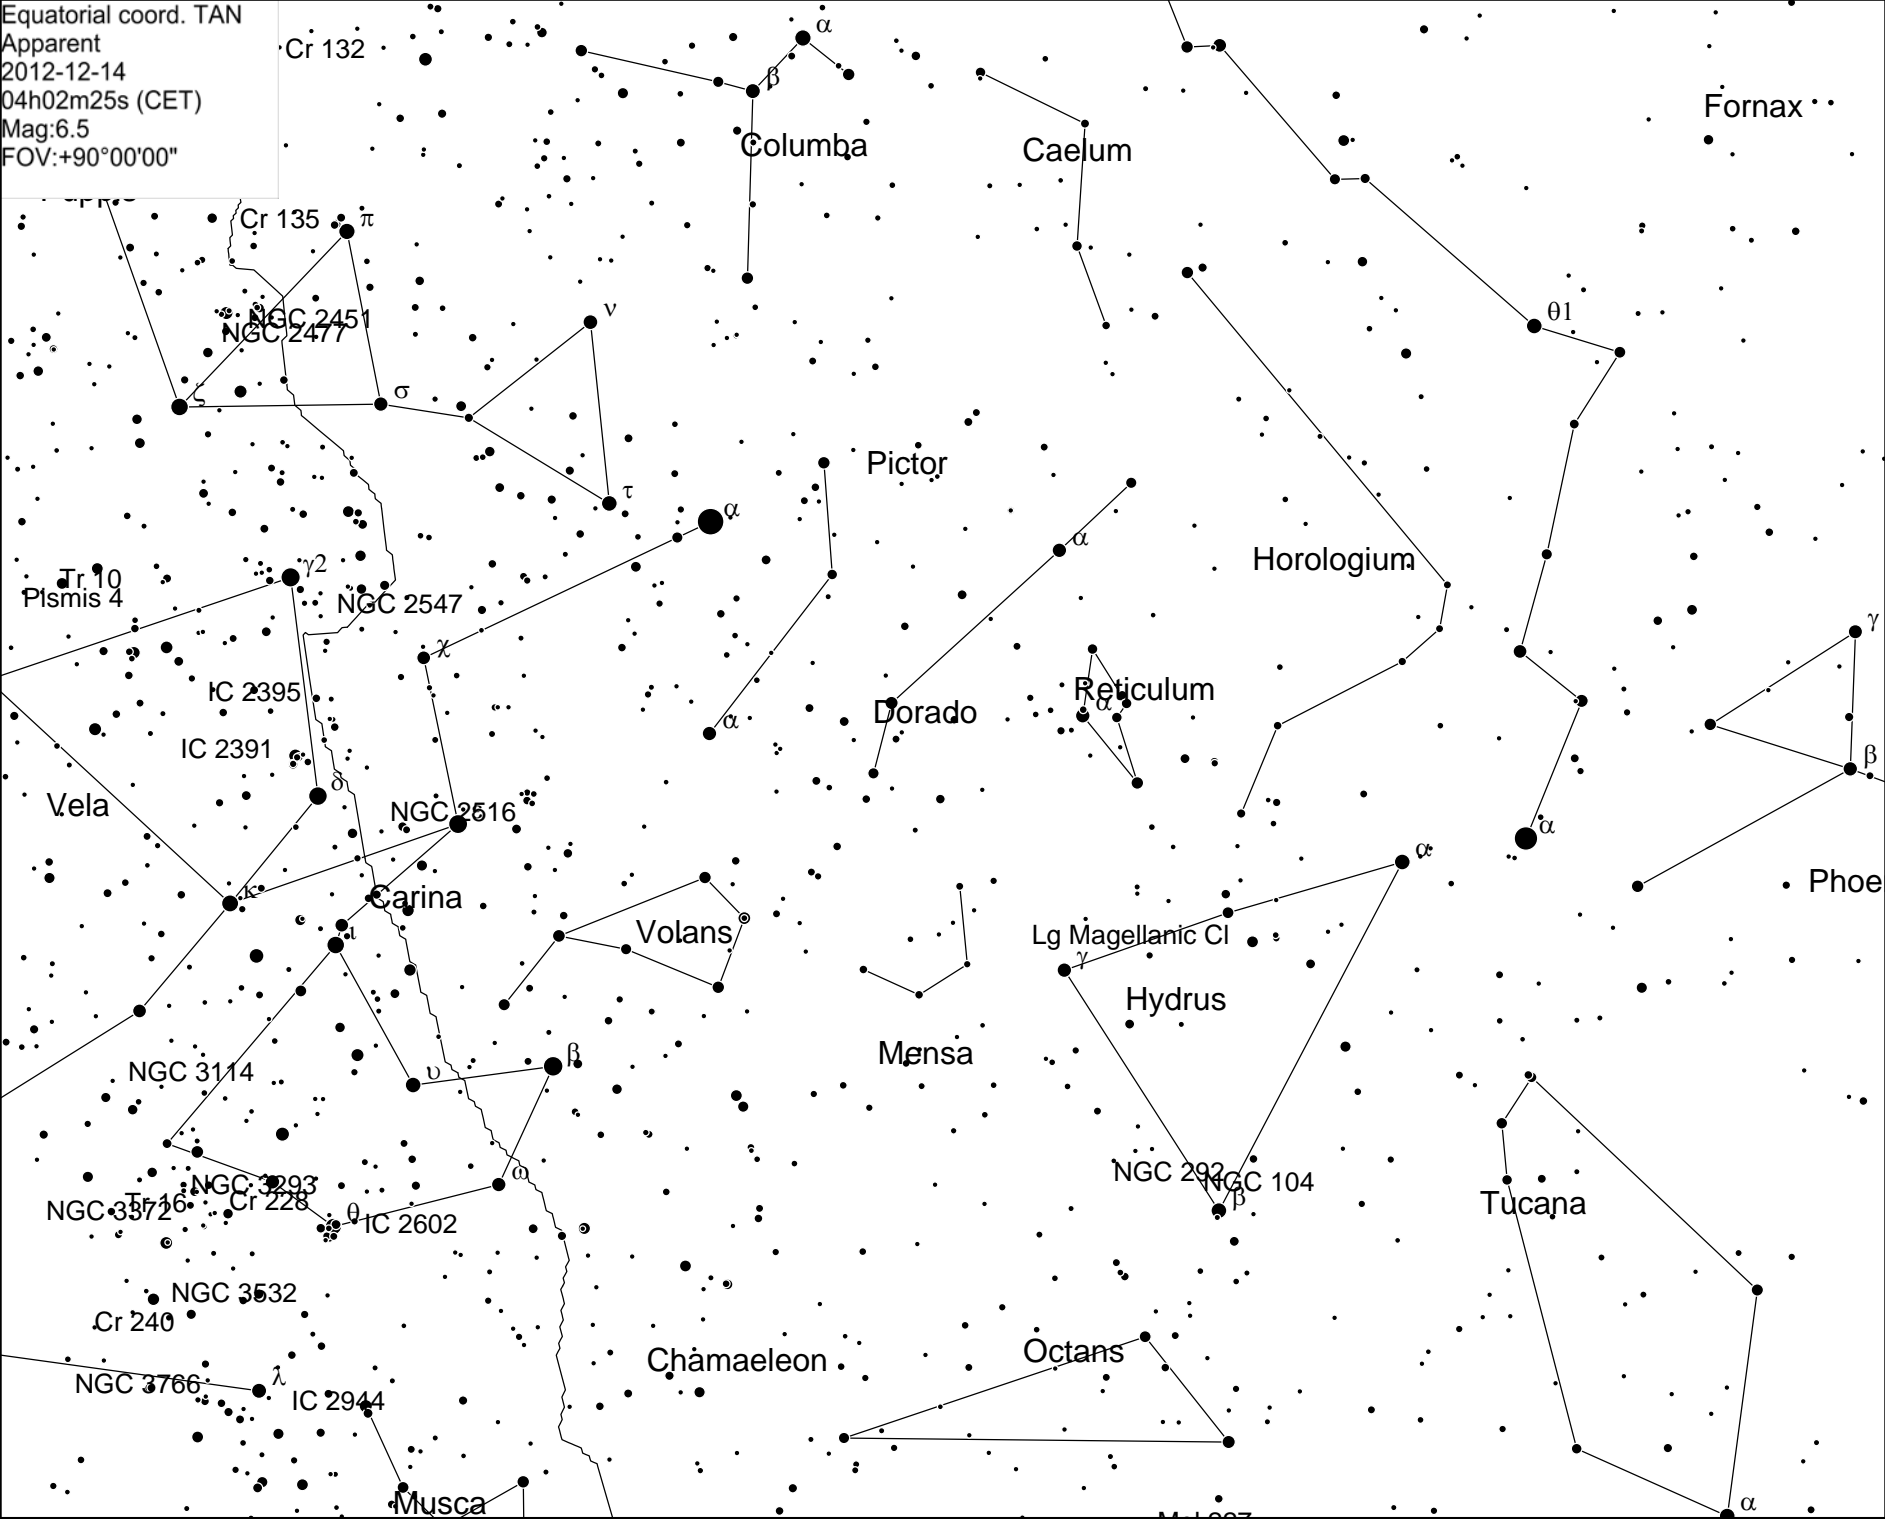 Equatorial coord. TAN
Apparent
2012-12-14
04h02m25s (CET)
Mag:6.5
FOV:+90°00'00"
Cr 132
α
β
Columba
Caelum
Fornax
Cr 135
π
NGC 2451
NGC 2477
ν
θ1
ζ
σ
Pictor
τ
α
α
Horologium
γ2
Tr 10
Pismis 4
NGC 2547
χ
γ
IC 2395
Reticulum
α
Dorado
α
IC 2391
β
δ
Vela
NGC 2516
ε
α
α
κ
Carina
Phoe
ι
Volans
Lg Magellanic Cl
γ
Hydrus
Mensa
β
υ
NGC 3114
ω
NGC 292
NGC 104
β
NGC 3293
Tr 16
Cr 228
NGC 3372
θ
IC 2602
Tucana
NGC 3532
Cr 240
Chamaeleon
Octans
NGC 3766
λ
IC 2944
Musca
α